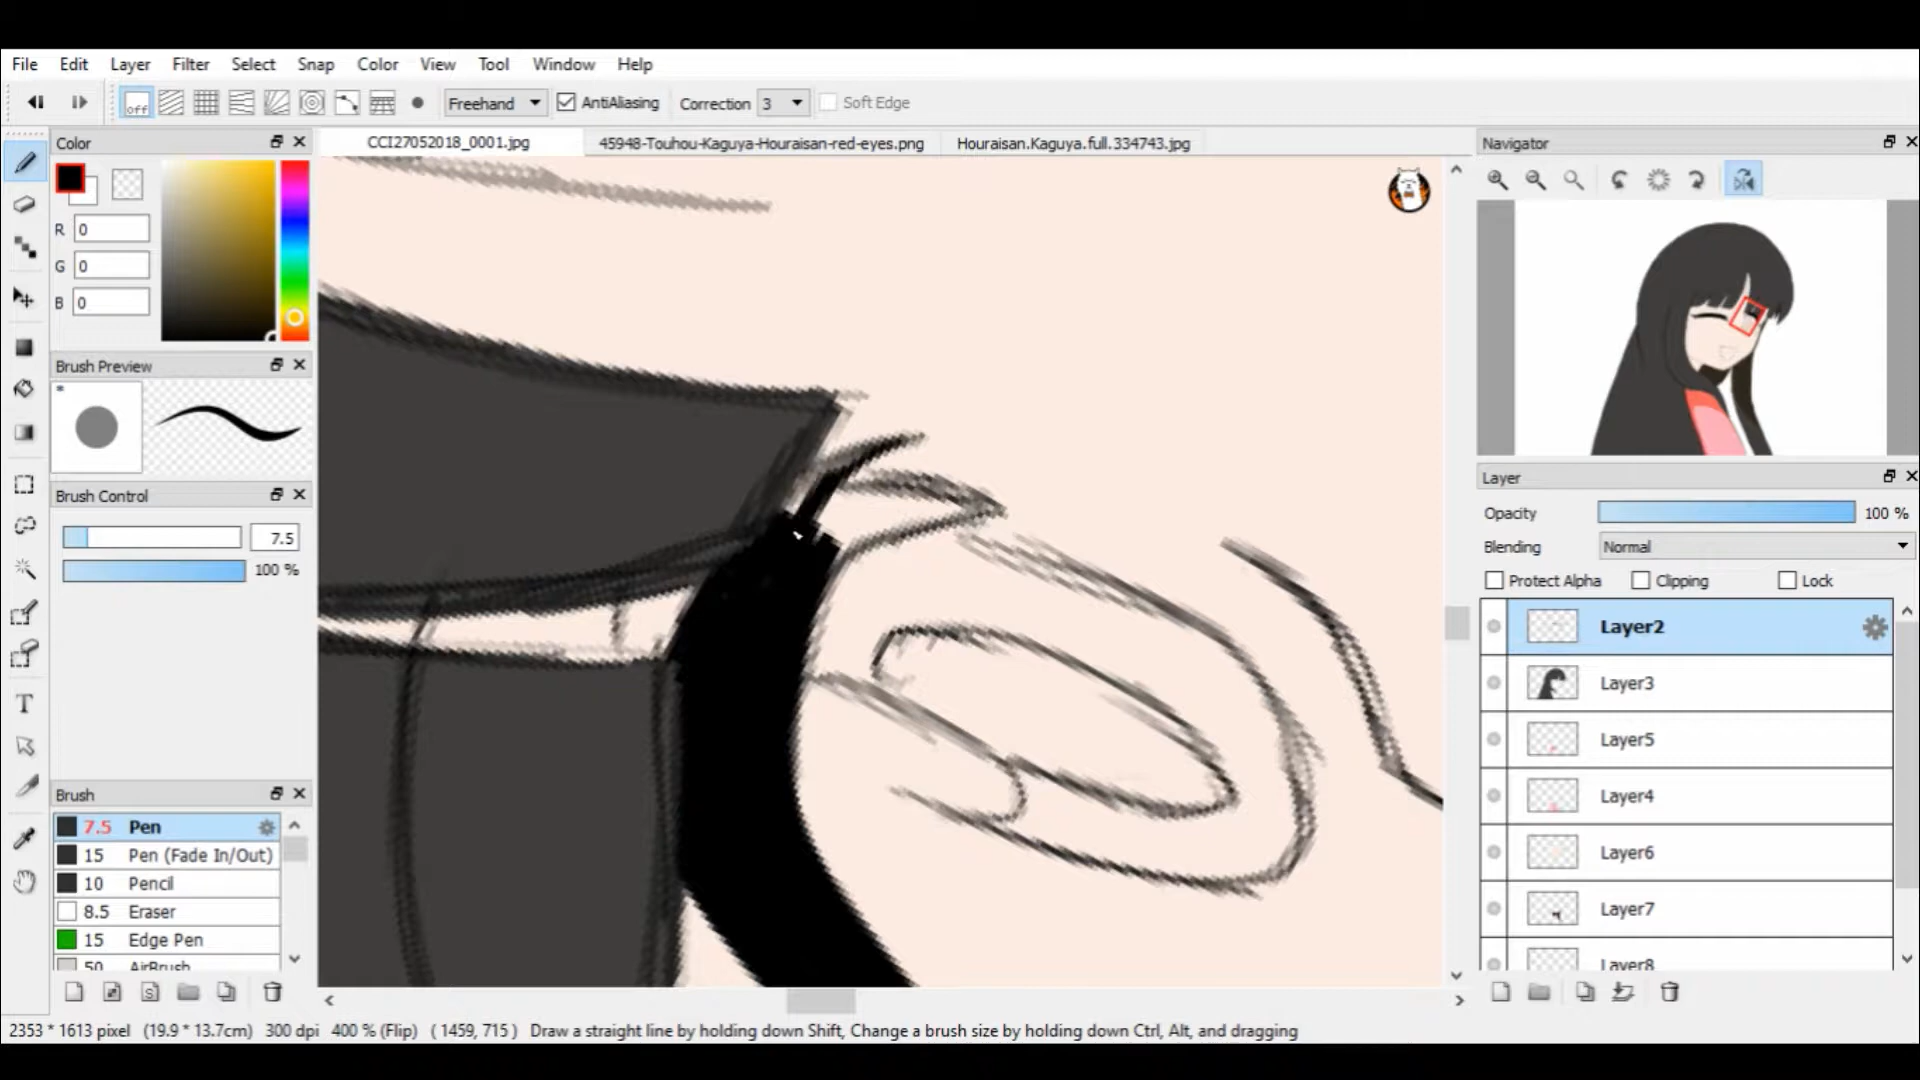 File Edit Layer Filter Select Snap Color View Tool Window Help
off Freehand AntiAliasing Correction 3 Soft Edge
Color
CCI27052018_0001.jpg 45948-Touhou-Kaguya-Houraisan-red-eyes.png Houraisan.Kaguya.full.334743.jpg
Navigator
R 0
G 0
B 0
Brush Preview
*
Brush Control
7.5
100 %
Layer
Opacity 100 %
Blending Normal
Protect Alpha Clipping Lock
Layer2
Layer3
Layer5
Layer4
Layer6
Layer7
Layer8
T
Brush
7.5 Pen
15 Pen (Fade In/Out)
10 Pencil
8.5 Eraser
15 Edge Pen
50 AirBrush
S
2353 * 1613 pixel (19.9 * 13.7cm) 300 dpi 400 % (Flip) ( 1459, 715 ) Draw a straight line by holding down Shift, Change a brush size by holding down Ctrl, Alt, and dragging